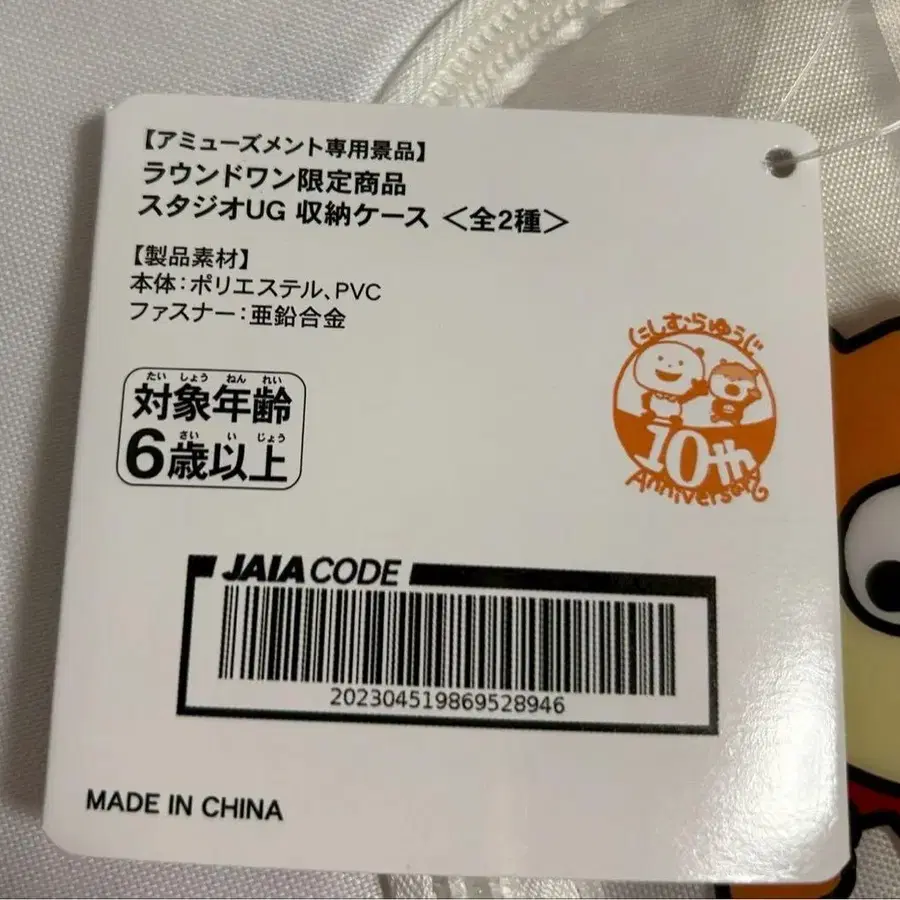 【アミューズメント専用景品】
ラウンドワン限定商品
スタジオUG 収納ケース ＜全2種＞
【製品素材】
本体：ポリエステル、PVC
ファスナー：亜鉛合金
たい しょう ねん れい
対象年齢
さい い じょう
6歳以上
にしむらゆうじ
10th
Anniversary
JAIA CODE
202304519869528946
MADE IN CHINA